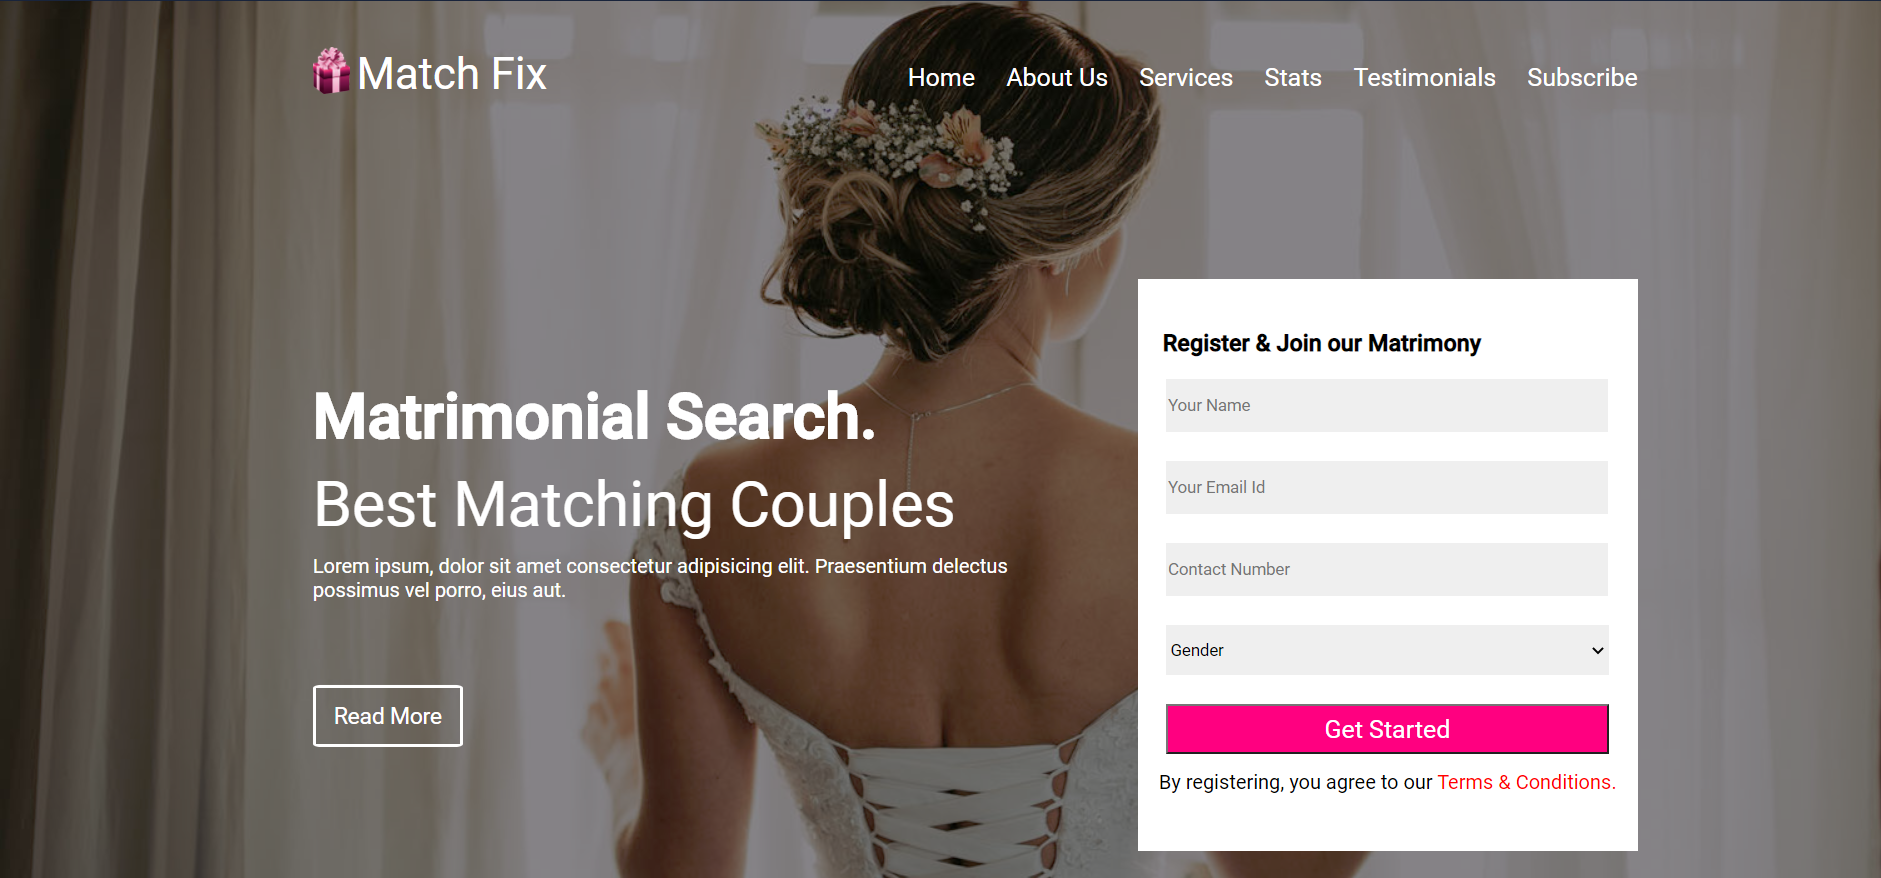 Match Fix
Home About Us Services Stats Testimonials Subscribe
Matrimonial Search.
Best Matching Couples
Lorem ipsum, dolor sit amet consectetur adipisicing elit. Praesentium delectus
possimus vel porro, eius aut.
Read More
Register & Join our Matrimony
Your Name
Your Email Id
Contact Number
Gender
Get Started
By registering, you agree to our Terms & Conditions.